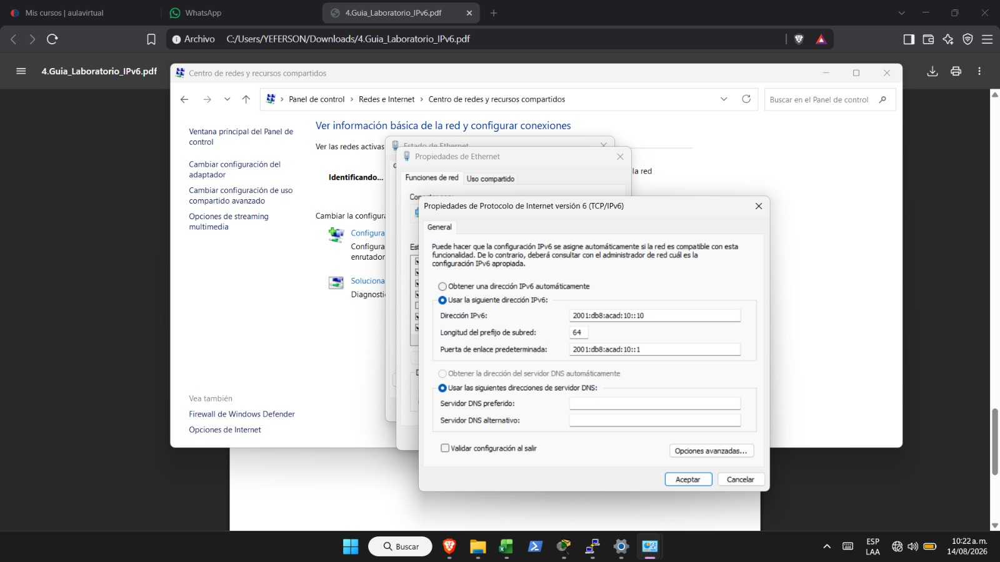 Mis cursos | aulavirtual
WhatsApp
4.Guia_Laboratorio_IPv6.pdf
Archivo
C:/Users/YEFERSON/Downloads/4.Guia_Laboratorio_IPv6.pdf
4.Guia_Laboratorio_IPv6.pdf
Centro de redes y recursos compartidos
Panel de control > Redes e Internet > Centro de redes y recursos compartidos
Buscar en el Panel de control
Ventana principal del Panel de
control
Cambiar configuración del
adaptador
Cambiar configuración de uso
compartido avanzado
Opciones de streaming
multimedia
Vea también
Firewall de Windows Defender
Opciones de Internet
Ver información básica de la red y configurar conexiones
Ver las redes activas
Identificando...
la red
Cambiar la configura
Configura
Configura
enrutador
Soluciona
Diagnosti
Estado de Ethernet
Propiedades de Ethernet
Funciones de red
Uso compartido
Propiedades de Protocolo de Internet versión 6 (TCP/IPv6)
General
Puede hacer que la configuración IPv6 se asigne automáticamente si la red es compatible con esta
funcionalidad. De lo contrario, deberá consultar con el administrador de red cuál es la
configuración IPv6 apropiada.
Obtener una dirección IPv6 automáticamente
Usar la siguiente dirección IPv6:
Dirección IPv6: 2001:db8:acad:10::10
Longitud del prefijo de subred: 64
Puerta de enlace predeterminada: 2001:db8:acad:10::1
Obtener la dirección del servidor DNS automáticamente
Usar las siguientes direcciones de servidor DNS:
Servidor DNS preferido:
Servidor DNS alternativo:
Validar configuración al salir
Opciones avanzadas...
Aceptar
Cancelar
Buscar
ESP
LAA
10:22 a. m.
14/08/2026